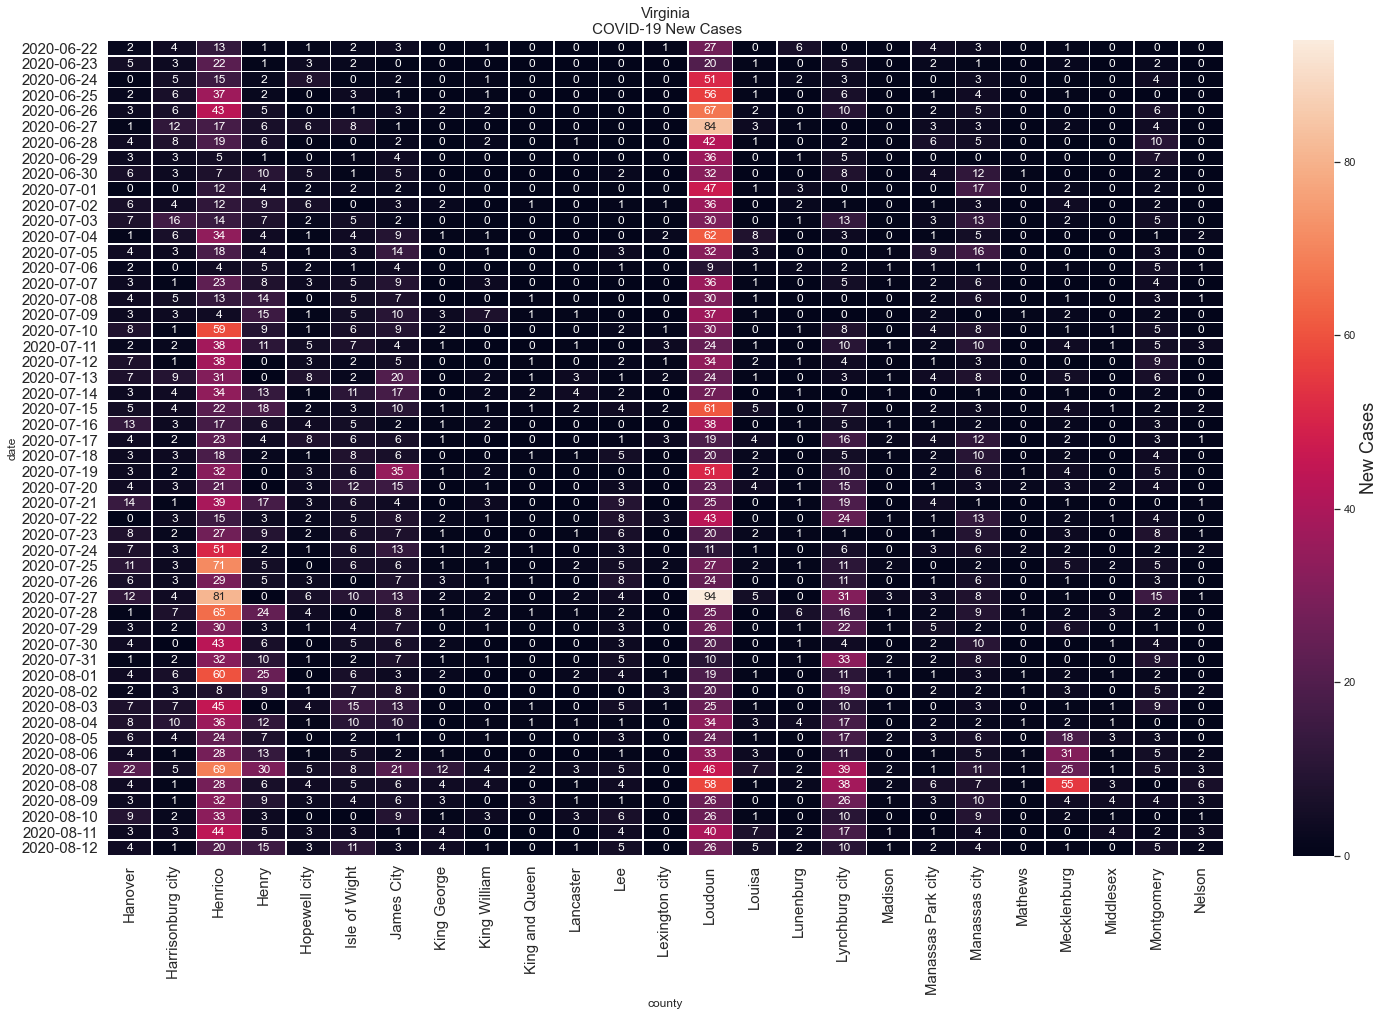 Virginia
COVID-19 New Cases
2020-06-22 2 4 13 1 1 2 3 0 1 0 0 0 1 27 0 6 0 0 4 3 0 1 0 0 0
2020-06-23 5 3 22 1 3 2 0 0 0 0 0 0 0 20 1 0 5 0 2 1 0 2 0 2 0
2020-06-24 0 5 15 2 8 0 2 0 1 0 0 0 0 51 1 2 3 0 0 3 0 0 0 4 0
2020-06-25 2 6 37 2 0 3 1 0 1 0 0 0 0 56 1 0 6 0 1 4 0 1 0 0 0
2020-06-26 3 6 43 5 0 1 3 2 2 0 0 0 0 67 2 0 10 0 2 5 0 0 0 6 0
2020-06-27 1 12 17 6 6 8 1 0 0 0 0 0 0 84 3 1 0 0 3 3 0 2 0 4 0
2020-06-28 4 8 19 6 0 0 2 0 2 0 1 0 0 42 1 0 2 0 6 5 0 0 0 10 0
2020-06-29 3 3 5 1 0 1 4 0 0 0 0 0 0 36 0 1 5 0 0 0 0 0 0 7 0
2020-06-30 6 3 7 10 5 1 5 0 0 0 0 2 0 32 0 0 8 0 4 12 1 0 0 2 0
2020-07-01 0 0 12 4 2 2 2 0 0 0 0 0 0 47 1 3 0 0 0 17 0 2 0 2 0
2020-07-02 6 4 12 9 6 0 3 2 0 1 0 1 1 36 0 2 1 0 1 3 0 4 0 2 0
2020-07-03 7 16 14 7 2 5 2 0 0 0 0 0 0 30 0 1 13 0 3 13 0 2 0 5 0
2020-07-04 1 6 34 4 1 4 9 1 1 0 0 0 2 62 8 0 3 0 1 5 0 0 0 1 2
2020-07-05 4 3 18 4 1 3 14 0 1 0 0 3 0 32 3 0 0 1 9 16 0 0 0 3 0
2020-07-06 2 0 4 5 2 1 4 0 0 0 0 1 0 9 1 2 2 1 1 1 0 1 0 5 1
2020-07-07 3 1 23 8 3 5 9 0 3 0 0 0 0 36 1 0 5 1 2 6 0 0 0 4 0
2020-07-08 4 5 13 14 0 5 7 0 0 1 0 0 0 30 1 0 0 0 2 6 0 1 0 3 1
2020-07-09 3 3 4 15 1 5 10 3 7 1 1 0 0 37 1 0 0 0 2 0 1 2 0 2 0
2020-07-10 8 1 59 9 1 6 9 2 0 0 0 2 1 30 0 1 8 0 4 8 0 1 1 5 0
2020-07-11 2 2 38 11 5 7 4 1 0 0 1 0 3 24 1 0 10 1 2 10 0 4 1 5 3
2020-07-12 7 1 38 0 3 2 5 0 0 1 0 2 1 34 2 1 4 0 1 3 0 0 0 9 0
2020-07-13 7 9 31 0 8 2 20 0 2 1 3 1 2 24 1 0 3 1 4 8 0 5 0 6 0
2020-07-14 3 4 34 13 1 11 17 0 1 2 4 2 0 27 0 1 0 1 0 1 0 1 0 2 0
2020-07-15 5 4 22 18 2 3 10 1 1 1 2 4 2 61 5 0 7 0 2 3 0 4 1 2 2
2020-07-16 13 3 17 6 4 5 2 1 2 0 0 0 0 38 0 1 5 1 1 2 0 2 0 4 0
2020-07-17 4 2 23 4 8 6 6 1 0 0 0 1 3 19 4 0 16 2 4 12 0 2 0 3 1
2020-07-18 3 3 18 2 1 8 6 0 0 1 1 5 0 20 2 0 5 1 2 10 0 2 0 4 0
2020-07-19 3 2 32 0 3 6 35 1 2 0 0 0 0 51 2 0 10 0 2 6 1 4 0 5 0
2020-07-20 4 3 21 0 3 12 15 0 1 0 0 3 0 23 4 1 15 0 1 3 2 3 2 4 0
2020-07-21 14 1 39 17 3 6 4 0 3 0 0 9 0 25 0 1 19 0 4 1 0 1 0 0 1
2020-07-22 0 3 15 3 2 5 8 2 1 0 0 8 3 43 0 0 24 1 1 13 0 2 1 4 0
2020-07-23 8 2 27 9 2 6 7 1 0 0 1 6 0 20 2 1 1 0 1 9 0 3 0 8 1
2020-07-24 7 3 51 2 1 6 13 1 2 1 0 3 0 11 1 0 6 0 3 6 2 2 0 2 2
2020-07-25 11 3 71 5 0 6 6 1 1 0 2 5 2 27 2 1 11 0 2 2 0 5 2 5 0
2020-07-26 6 3 29 5 3 0 7 3 1 1 0 8 0 24 0 0 11 0 1 6 0 1 0 3 0
2020-07-27 12 4 81 0 6 10 13 2 2 0 2 4 0 94 5 0 31 3 3 8 0 1 0 15 1
2020-07-28 1 7 65 24 4 0 8 1 2 1 1 2 0 25 0 6 16 1 2 9 1 2 3 2 0
2020-07-29 3 2 30 3 1 4 7 0 1 0 0 3 0 26 0 1 22 1 5 2 0 6 0 1 0
2020-07-30 4 0 43 6 0 5 6 2 0 0 0 3 0 20 0 1 4 0 2 10 0 0 1 4 0
2020-07-31 1 2 32 10 1 2 7 1 1 0 0 5 0 10 0 1 33 2 2 8 0 0 0 9 0
2020-08-01 4 6 60 25 0 6 3 2 0 0 2 4 1 19 1 0 11 1 1 3 1 2 1 2 0
2020-08-02 2 3 8 9 1 7 8 0 0 0 0 0 3 20 0 0 19 0 2 2 1 3 0 5 2
2020-08-03 7 7 45 0 4 15 13 0 0 1 0 5 1 25 1 0 10 1 0 3 0 1 1 9 0
2020-08-04 8 10 36 12 1 10 10 0 1 1 1 1 0 34 3 4 17 0 2 2 1 2 1 0 0
2020-08-05 6 4 24 7 0 2 1 0 1 0 0 3 0 24 1 0 17 2 3 6 0 18 3 3 0
2020-08-06 4 1 28 13 1 5 2 1 0 0 0 1 0 33 3 0 11 0 1 5 1 31 1 5 2
2020-08-07 22 5 69 30 5 8 21 12 4 2 3 5 0 46 7 2 39 2 1 11 1 25 1 5 3
2020-08-08 4 1 28 6 4 5 6 4 4 0 1 4 0 58 1 2 38 2 6 7 1 55 3 0 6
2020-08-09 3 1 32 9 3 4 6 3 0 3 1 1 0 26 0 0 26 1 3 10 0 4 4 4 3
2020-08-10 9 2 33 3 0 0 9 1 3 0 3 6 0 26 1 0 10 0 0 9 0 2 1 0 1
2020-08-11 3 3 44 5 3 3 1 4 0 0 0 4 0 40 7 2 17 1 1 4 0 0 4 2 3
2020-08-12 4 1 20 15 3 11 3 4 1 0 1 5 0 26 5 2 10 1 2 4 0 1 0 5 2
date
Hanover
Harrisonburg city
Henrico
Henry
Hopewell city
Isle of Wight
James City
King George
King William
King and Queen
Lancaster
Lee
Lexington city
Loudoun
Louisa
Lunenburg
Lynchburg city
Madison
Manassas Park city
Manassas city
Mathews
Mecklenburg
Middlesex
Montgomery
Nelson
county
80
60
40
20
0
New Cases